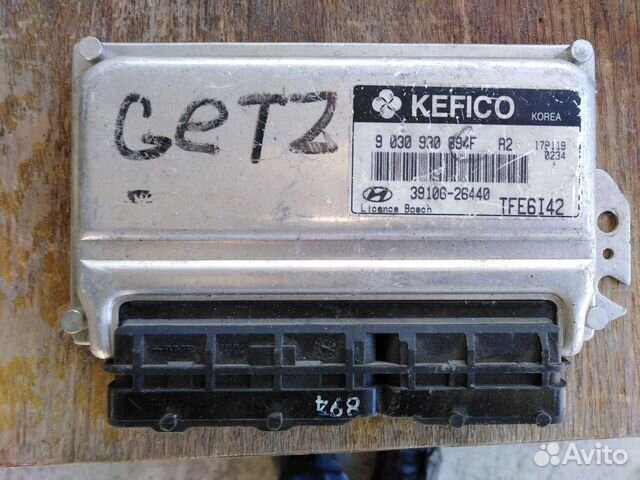 GeTZ
KEFICO
KOREA
9 030 930 894F A2
17P119
0234
39106-26440
Licence Bosch
TFE6I42
894
Avito